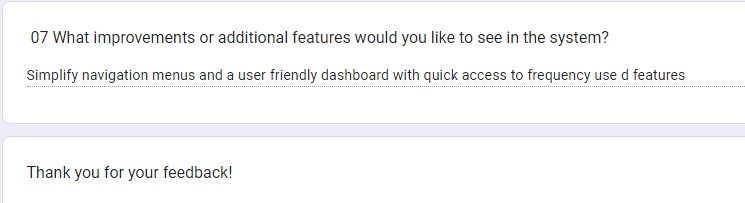 07 What improvements or additional features would you like to see in the system?
Simplify navigation menus and a user friendly dashboard with quick access to frequency use d features
Thank you for your feedback!